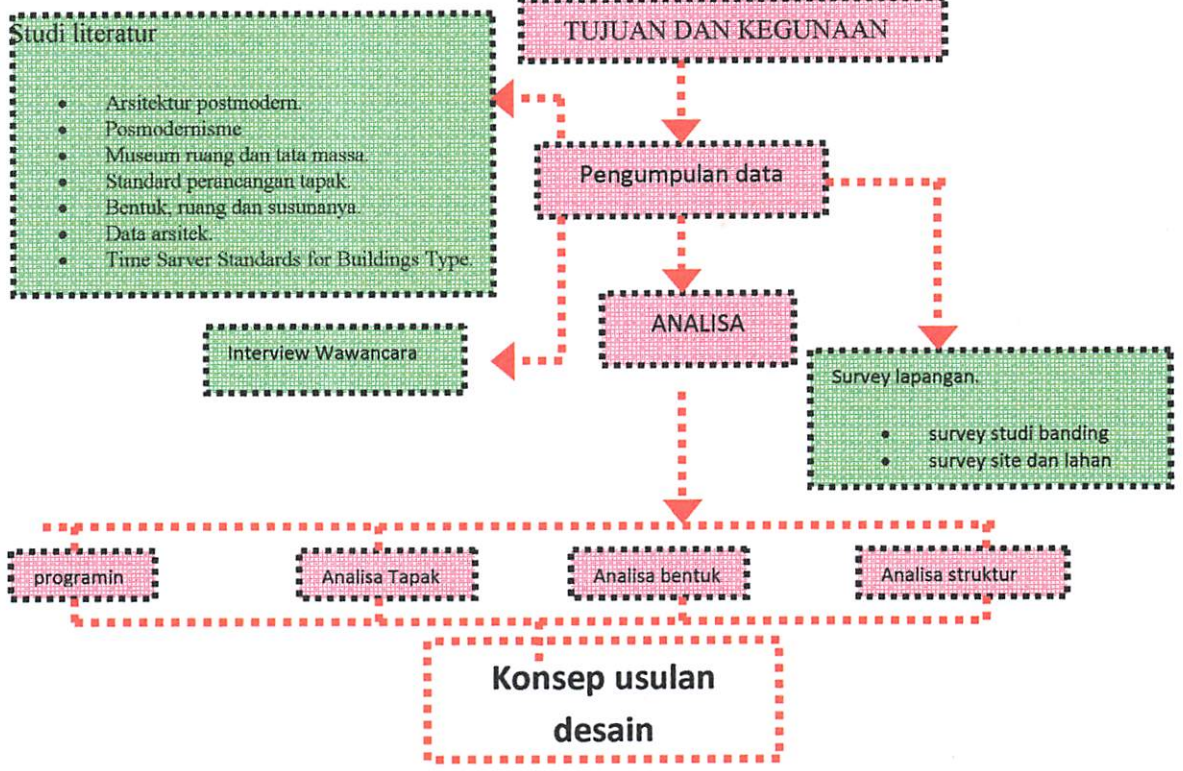 TUJUAN DAN KEGUNAAN
Studi literatur
• Arsitektur postmodern.
• Posmodernisme
• Museum ruang dan tata massa.
• Standard perancangan tapak.
• Bentuk, ruang dan susunanya.
• Data arsitek.
• Time Sarver Standards for Buildings Type.
Pengumpulan data
ANALISA
Interview Wawancara
Survey lapangan.
• survey studi banding
• survey site dan lahan
programin
Analisa Tapak
Analisa bentuk
Analisa struktur
Konsep usulan
desain